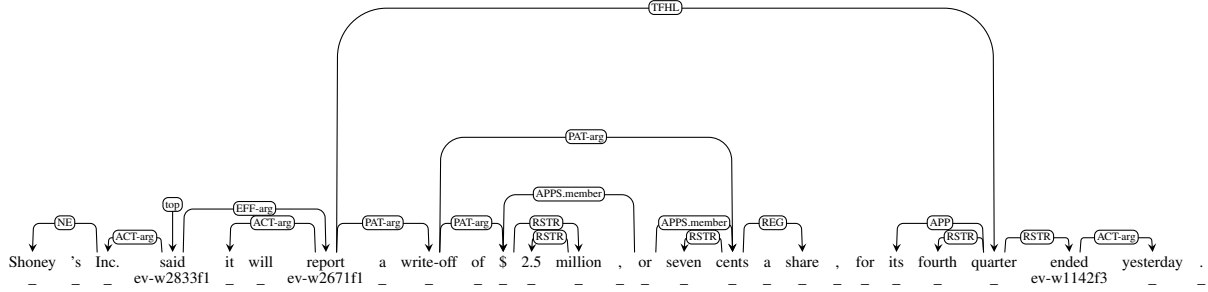 TFHL
PAT-arg
APPS.member
top
EFF-arg
NE ACT-arg PAT-arg PAT-arg RSTR APPS.member REG APP
ACT-arg RSTR RSTR RSTR RSTR ACT-arg
Shoney 's Inc. said it will report a write-off of $ 2.5 million , or seven cents a share , for its fourth quarter ended yesterday .
_ _ _ ev-w2833f1 _ _ ev-w2671f1 _ _ _ _ _ _ _ _ _ _ _ _ _ _ _ _ _ ev-w1142f3 _ _